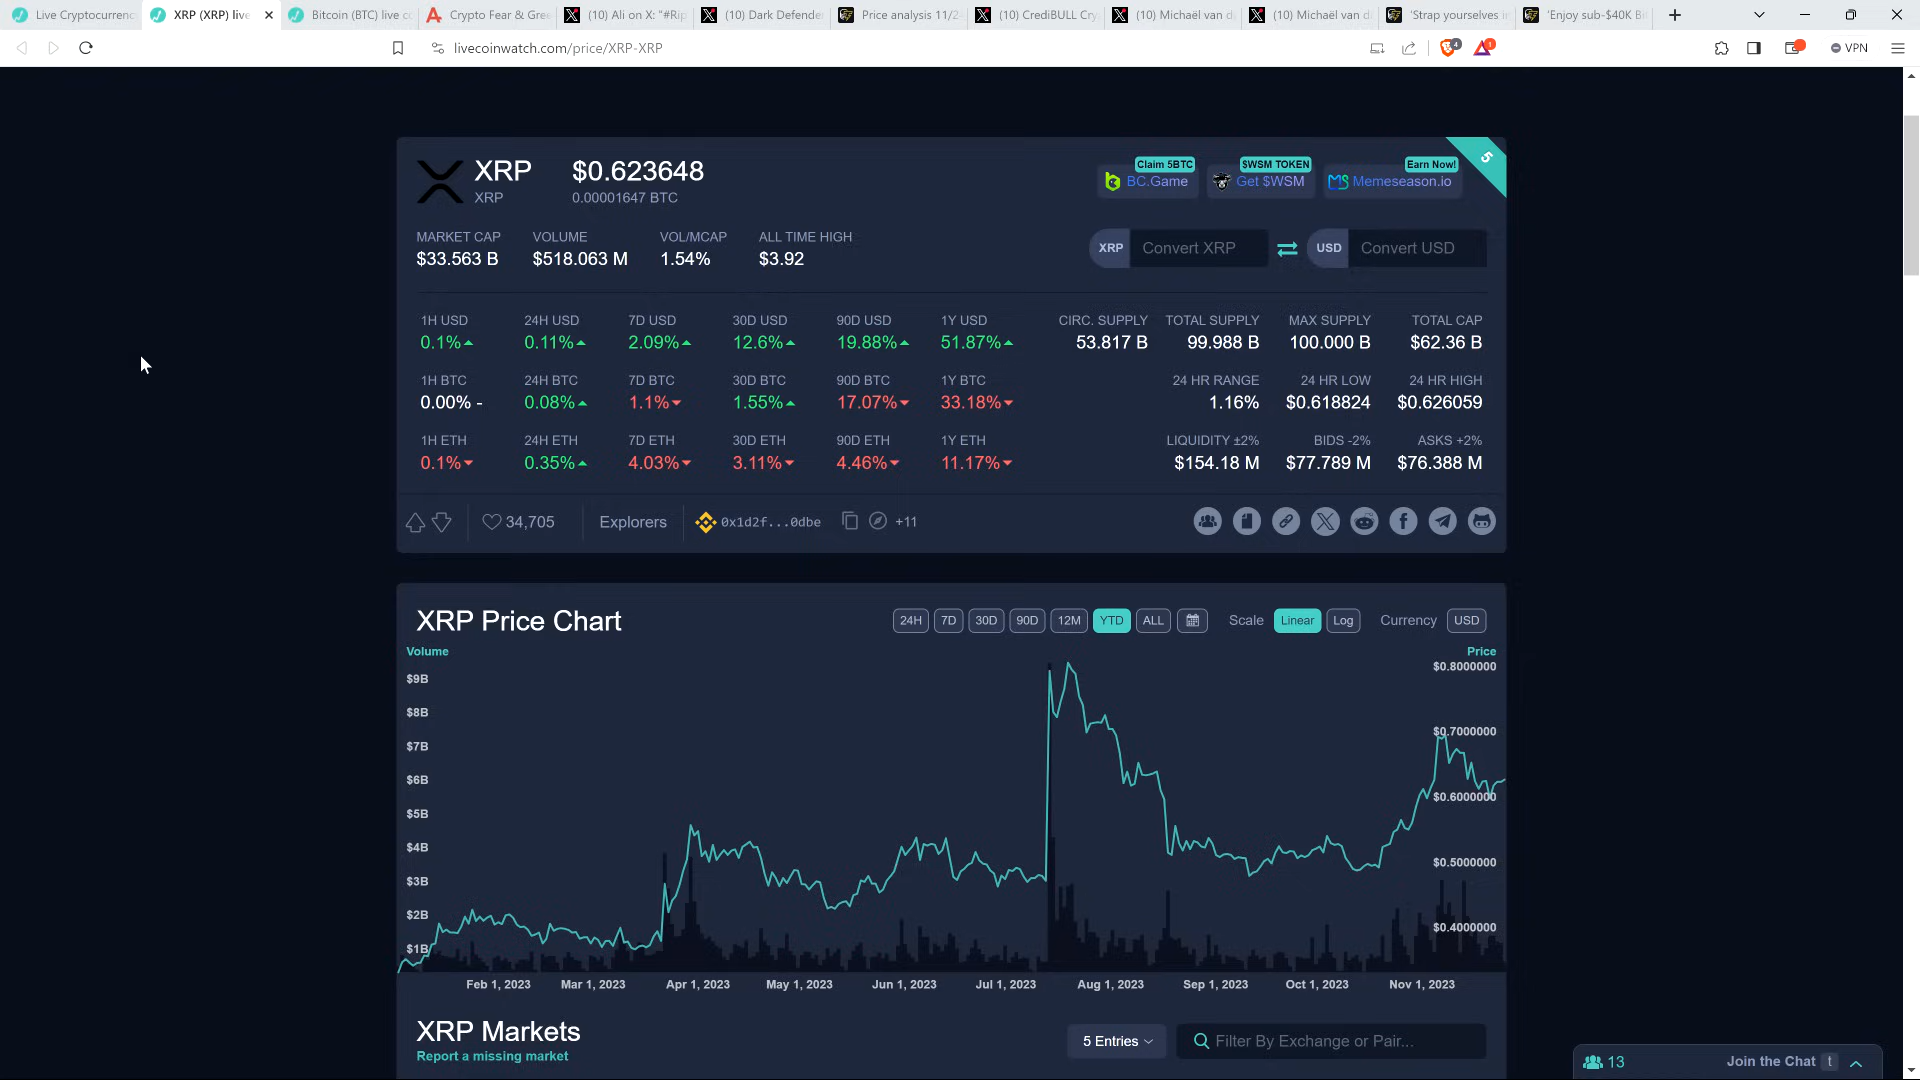 Live Cryptocurrenc
XRP (XRP) live
Bitcoin (BTC) live co
Crypto Fear & Gree
(10) Ali on X: "#Rip
(10) Dark Defende
Price analysis 11/2
(10) CrediBULL Cry
(10) Michaël van d
(10) Michaël van d
'Strap yourselves i
'Enjoy sub-$40K Bi
livecoinwatch.com/price/XRP-XRP
4
1
VPN
XRP
XRP
$0.623648
0.00001647 BTC
Claim 5BTC
BC.Game
$WSM TOKEN
Get $WSM
Earn Now!
Memeseason.io
5
MARKET CAP VOLUME VOL/MCAP ALL TIME HIGH
$33.563 B $518.063 M 1.54% $3.92
XRP Convert XRP USD Convert USD
1H USD 24H USD 7D USD 30D USD 90D USD 1Y USD CIRC. SUPPLY TOTAL SUPPLY MAX SUPPLY TOTAL CAP
0.1% 0.11% 2.09% 12.6% 19.88% 51.87% 53.817 B 99.988 B 100.000 B $62.36 B
1H BTC 24H BTC 7D BTC 30D BTC 90D BTC 1Y BTC 24 HR RANGE 24 HR LOW 24 HR HIGH
0.00% - 0.08% 1.1% 1.55% 17.07% 33.18% 1.16% $0.618824 $0.626059
1H ETH 24H ETH 7D ETH 30D ETH 90D ETH 1Y ETH LIQUIDITY ±2% BIDS -2% ASKS +2%
0.1% 0.35% 4.03% 3.11% 4.46% 11.17% $154.18 M $77.789 M $76.388 M
34,705 Explorers 0x1d2f...0dbe +11
XRP Price Chart
24H 7D 30D 90D 12M YTD ALL Scale Linear Log Currency USD
Volume Price
$9B
$8B
$7B
$6B
$5B
$4B
$3B
$2B
$1B
$0.8000000
$0.7000000
$0.6000000
$0.5000000
$0.4000000
Feb 1, 2023 Mar 1, 2023 Apr 1, 2023 May 1, 2023 Jun 1, 2023 Jul 1, 2023 Aug 1, 2023 Sep 1, 2023 Oct 1, 2023 Nov 1, 2023
XRP Markets
Report a missing market
5 Entries
Filter By Exchange or Pair...
13 Join the Chat t